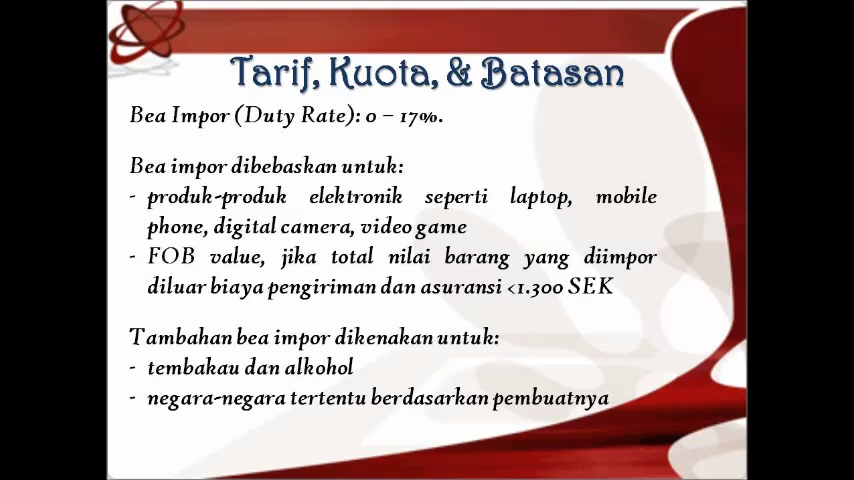 Tarif, Kuota, & Batasan
Bea Impor (Duty Rate): 0 – 17%.
Bea impor dibebaskan untuk:
- produk-produk elektronik seperti laptop, mobile
phone, digital camera, video game
- FOB value, jika total nilai barang yang diimpor
diluar biaya pengiriman dan asuransi <1.300 SEK
Tambahan bea impor dikenakan untuk:
- tembakau dan alkohol
- negara-negara tertentu berdasarkan pembuatnya